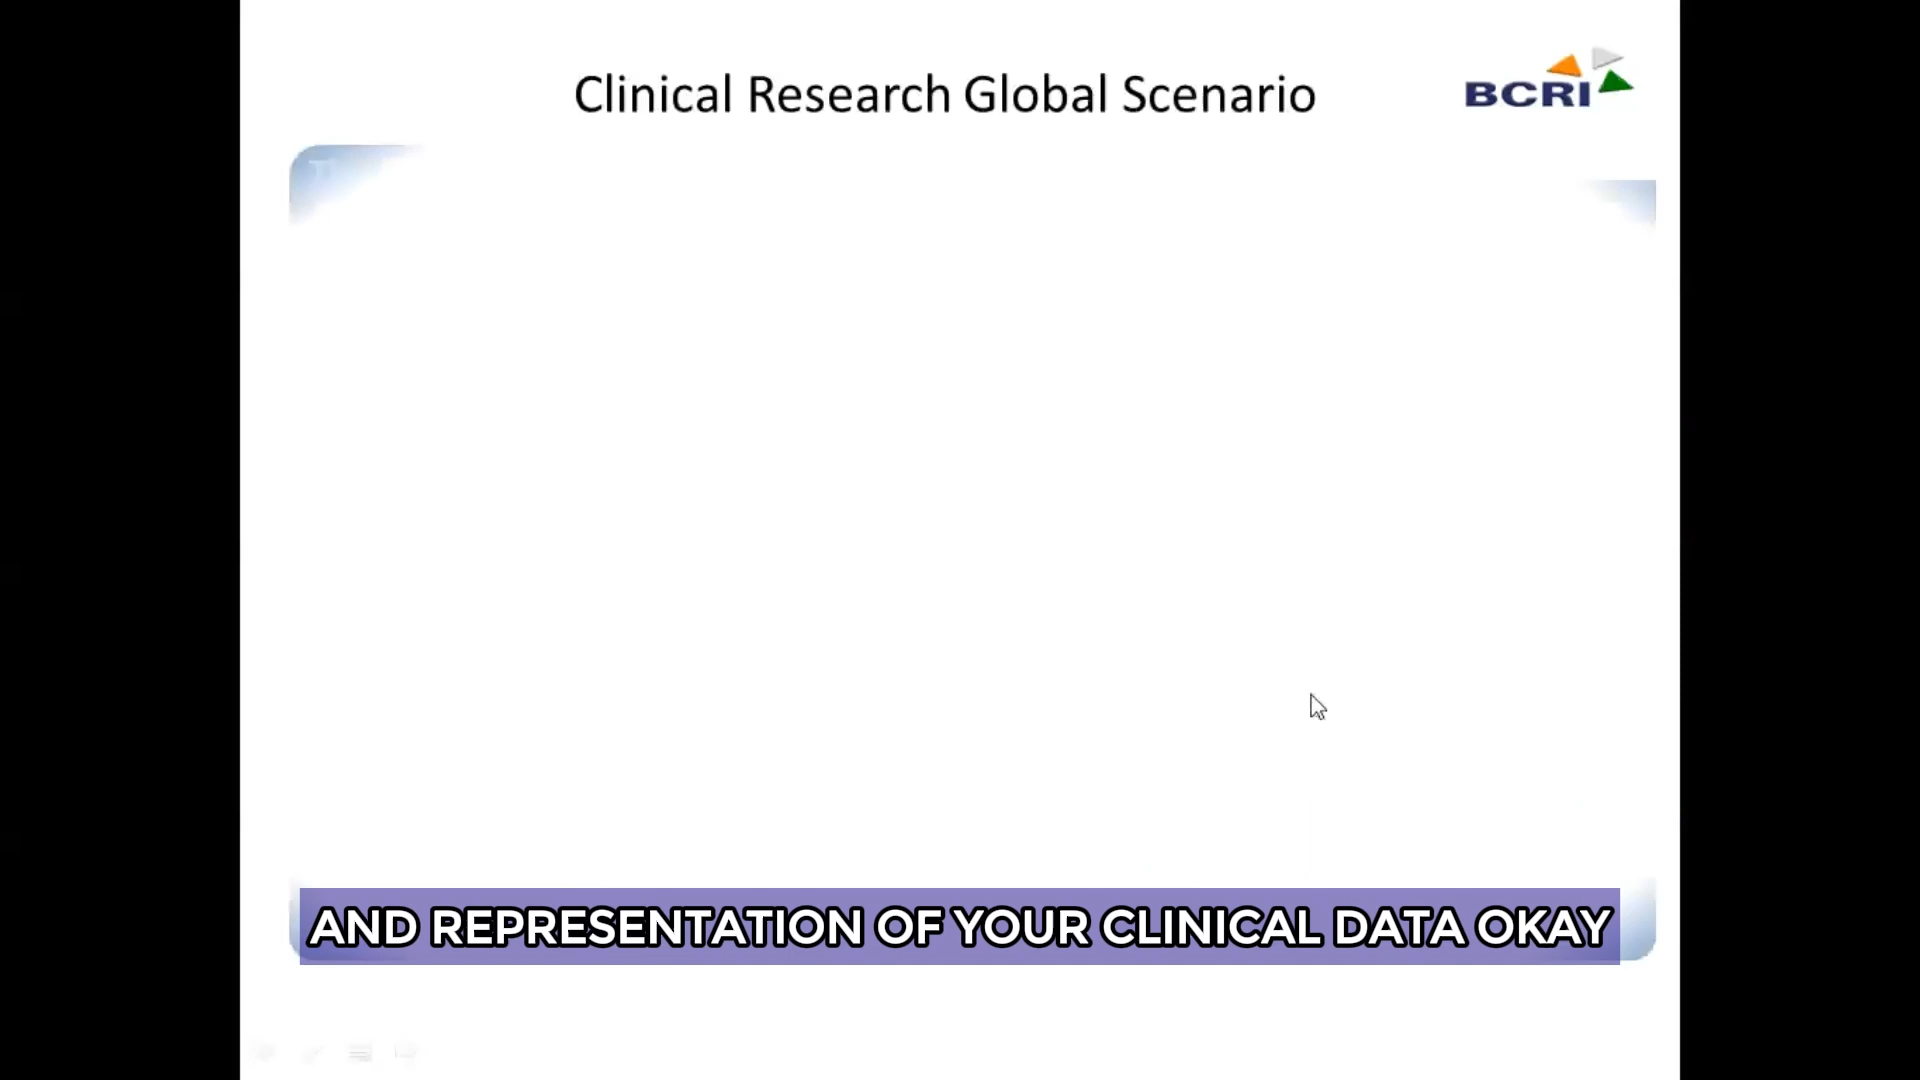 Clinical Research Global Scenario
BCRI
AND REPRESENTATION OF YOUR CLINICAL DATA OKAY